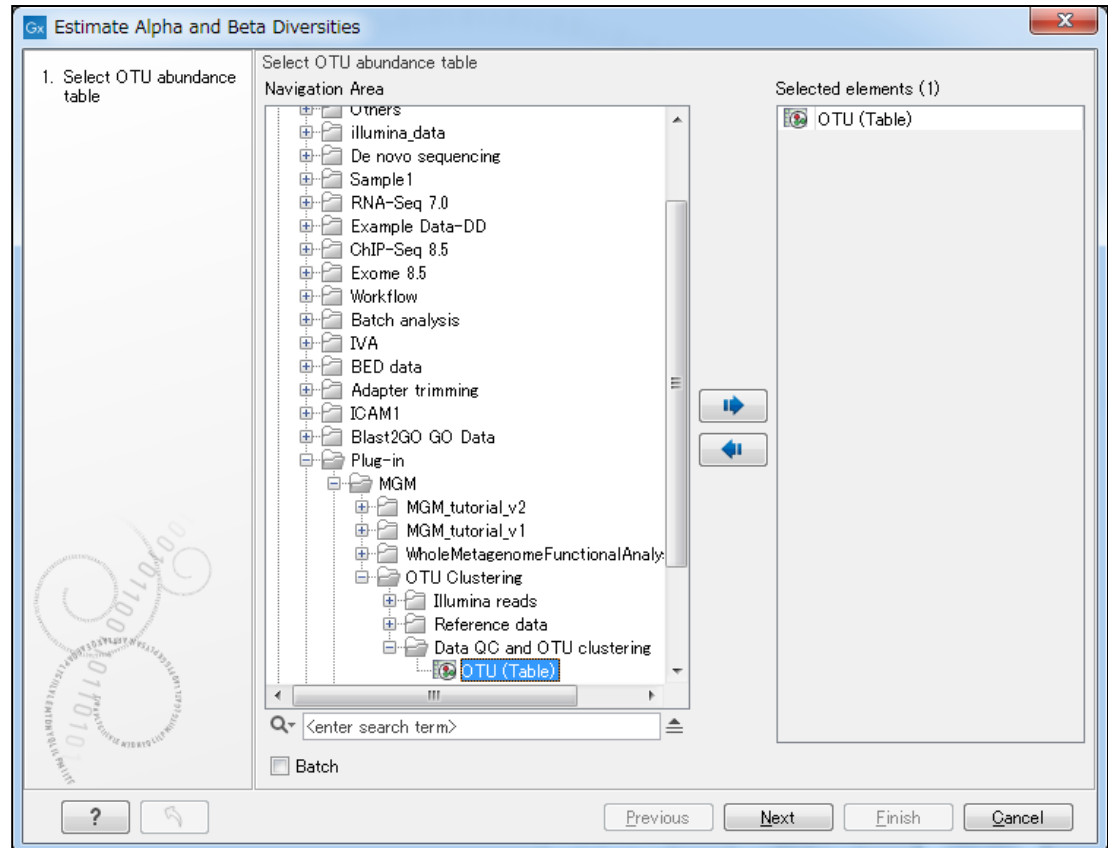 Gx Estimate Alpha and Beta Diversities
1. Select OTU abundance
table
Select OTU abundance table
Navigation Area
Others
illumina_data
De novo sequencing
Sample1
RNA-Seq 7.0
Example Data-DD
ChIP-Seq 8.5
Exome 8.5
Workflow
Batch analysis
IVA
BED data
Adapter trimming
ICAM1
Blast2GO GO Data
Plug-in
MGM
MGM_tutorial_v2
MGM_tutorial_v1
WholeMetagenomeFunctionalAnaly
OTU Clustering
Illumina reads
Reference data
Data QC and OTU clustering
OTU (Table)
<enter search term>
Batch
Selected elements (1)
OTU (Table)
?
Previous
Next
Finish
Cancel